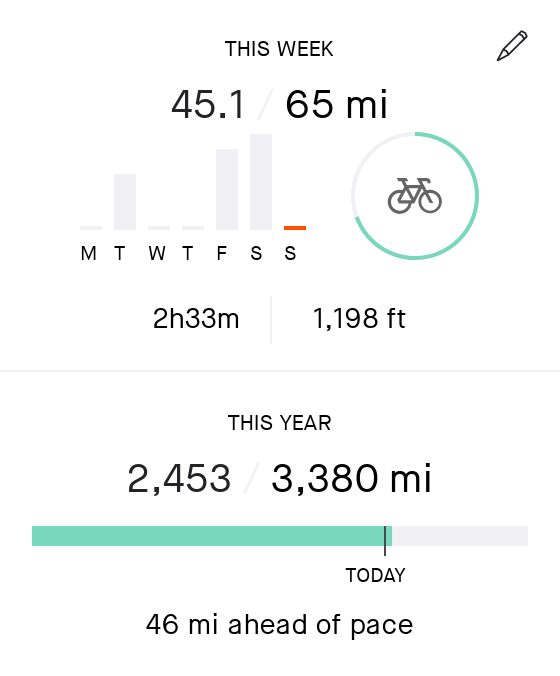 THIS WEEK
45.1 / 65 mi
M T W T F S S
2h33m 1,198 ft
THIS YEAR
2,453 / 3,380 mi
TODAY
46 mi ahead of pace